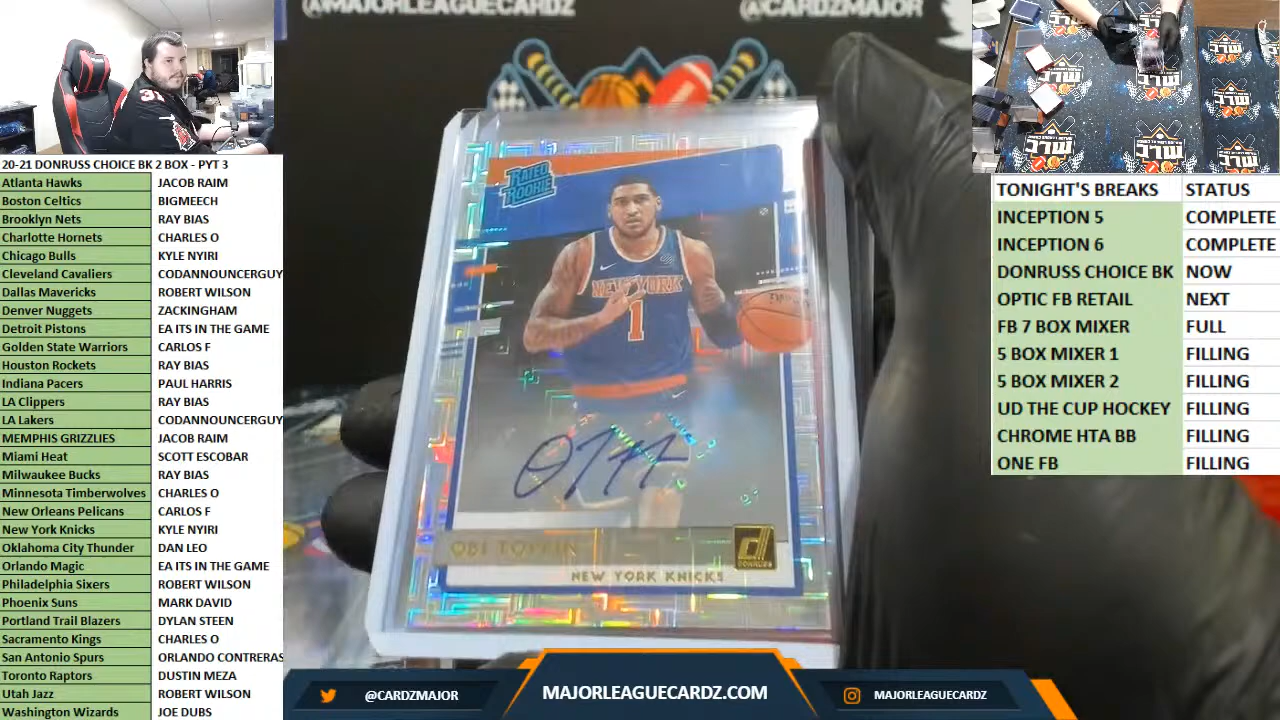 @MAJORLEAGUECARDZ
@CARDZMAJOR
20-21 DONRUSS CHOICE BK 2 BOX - PYT 3
Atlanta Hawks JACOB RAIM
Boston Celtics BIGMEECH
Brooklyn Nets RAY BIAS
Charlotte Hornets CHARLES O
Chicago Bulls KYLE NYIRI
Cleveland Cavaliers CODANNOUNCERGUY
Dallas Mavericks ROBERT WILSON
Denver Nuggets ZACKINGHAM
Detroit Pistons EA ITS IN THE GAME
Golden State Warriors CARLOS F
Houston Rockets RAY BIAS
Indiana Pacers PAUL HARRIS
LA Clippers RAY BIAS
LA Lakers CODANNOUNCERGUY
MEMPHIS GRIZZLIES JACOB RAIM
Miami Heat SCOTT ESCOBAR
Milwaukee Bucks RAY BIAS
Minnesota Timberwolves CHARLES O
New Orleans Pelicans CARLOS F
New York Knicks KYLE NYIRI
Oklahoma City Thunder DAN LEO
Orlando Magic EA ITS IN THE GAME
Philadelphia Sixers ROBERT WILSON
Phoenix Suns MARK DAVID
Portland Trail Blazers DYLAN STEEN
Sacramento Kings CHARLES O
San Antonio Spurs ORLANDO CONTRERAS
Toronto Raptors DUSTIN MEZA
Utah Jazz ROBERT WILSON
Washington Wizards JOE DUBS
RATED
ROOKIE
NEW YORK
1
OBI TOPPIN
DONRUSS
NEW YORK KNICKS
31
MLC
MLC
MLC
MLC
MLC
MLC
TONIGHT'S BREAKS STATUS
INCEPTION 5 COMPLETE
INCEPTION 6 COMPLETE
DONRUSS CHOICE BK NOW
OPTIC FB RETAIL NEXT
FB 7 BOX MIXER FULL
5 BOX MIXER 1 FILLING
5 BOX MIXER 2 FILLING
UD THE CUP HOCKEY FILLING
CHROME HTA BB FILLING
ONE FB FILLING
@CARDZMAJOR
MAJORLEAGUECARDZ.COM
MAJORLEAGUECARDZ